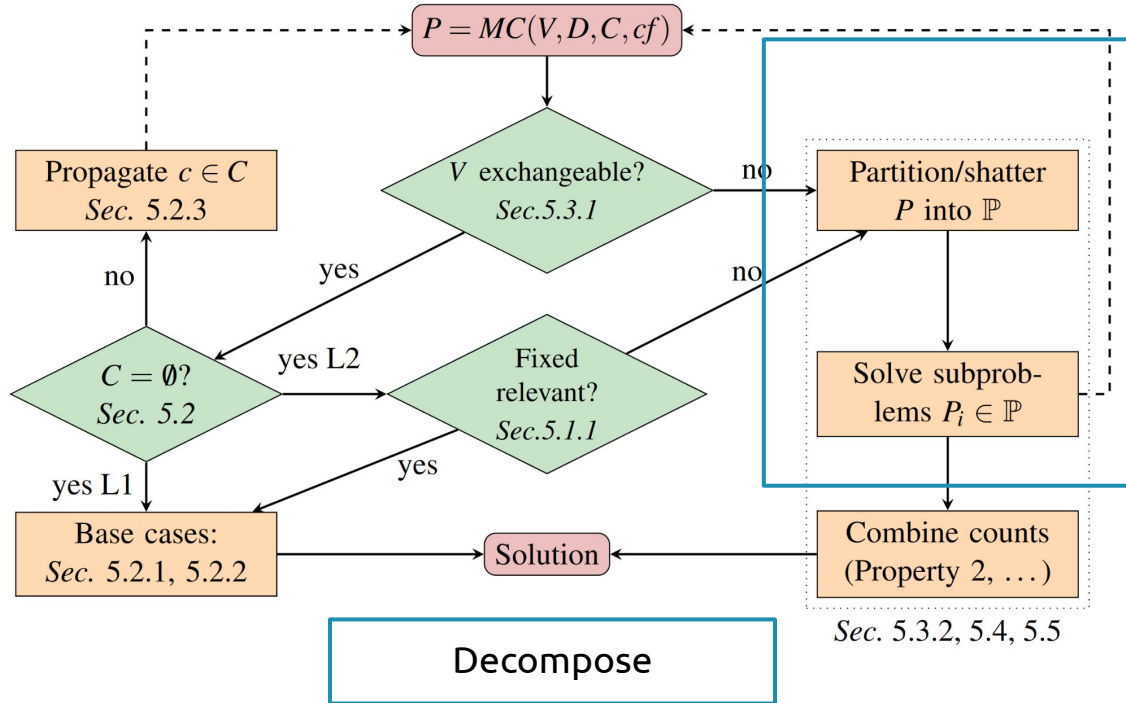 P = MC(V, D, C, cf)
V exchangeable?
Sec.5.3.1
no
Partition/shatter
P into ℙ
Propagate c ∈ C
Sec. 5.2.3
yes
no
no
C = ∅?
Sec. 5.2
yes L2
Fixed
relevant?
Sec.5.1.1
Solve subprob-
lems Pi ∈ ℙ
yes
yes L1
Base cases:
Sec. 5.2.1, 5.2.2
Solution
Combine counts
(Property 2, …)
Sec. 5.3.2, 5.4, 5.5
Decompose